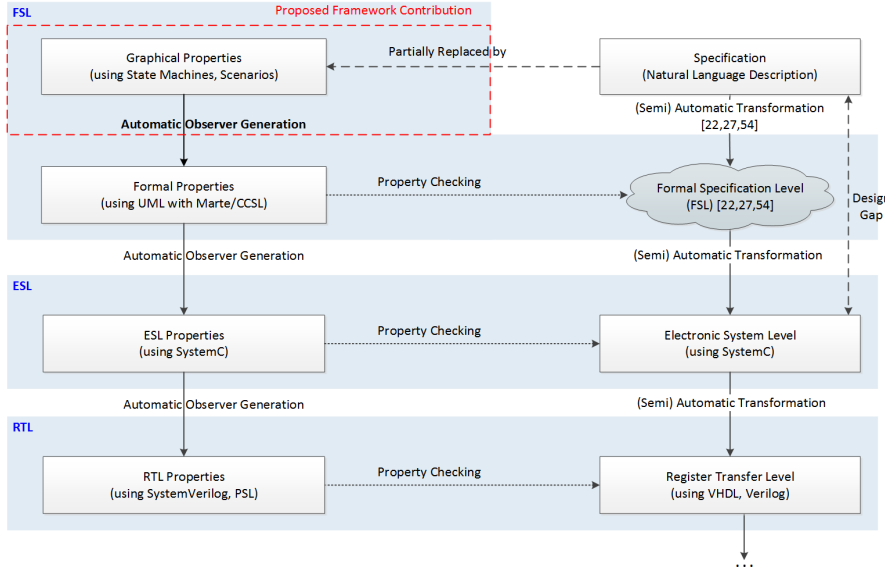 FSL
Proposed Framework Contribution
Graphical Properties
(using State Machines, Scenarios)
Partially Replaced by
Specification
(Natural Language Description)
Automatic Observer Generation
(Semi) Automatic Transformation
[22,27,54]
Formal Properties
(using UML with Marte/CCSL)
Property Checking
Formal Specification Level
(FSL) [22,27,54]
Design
Gap
Automatic Observer Generation
(Semi) Automatic Transformation
ESL
ESL Properties
(using SystemC)
Property Checking
Electronic System Level
(using SystemC)
Automatic Observer Generation
(Semi) Automatic Transformation
RTL
RTL Properties
(using SystemVerilog, PSL)
Property Checking
Register Transfer Level
(using VHDL, Verilog)
...